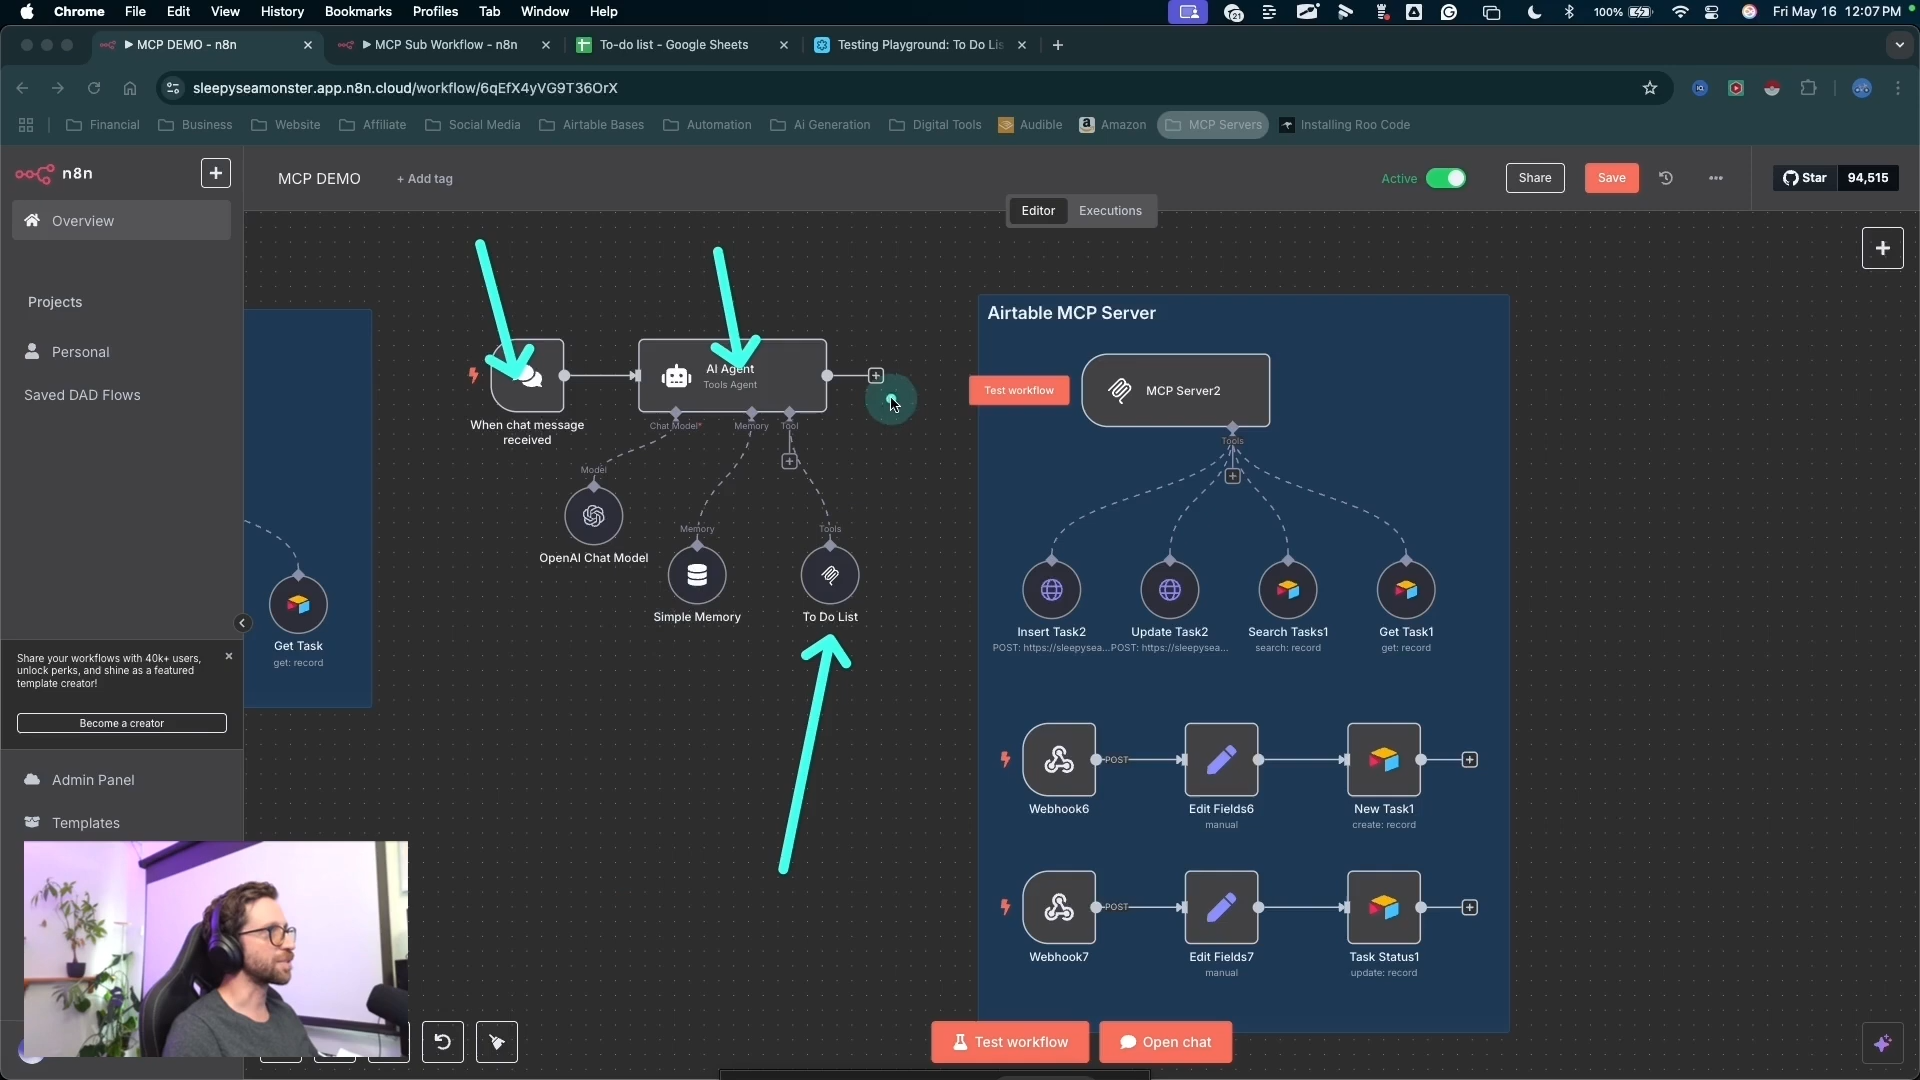 Chrome File Edit View History Bookmarks Profiles Tab Window Help
21
100% Fri May 16 12:07 PM
MCP DEMO - n8n
MCP Sub Workflow - n8n
To-do list - Google Sheets
Testing Playground: To Do Lis
sleepyseamonster.app.n8n.cloud/workflow/6qEfX4yVG9T36OrX
Financial Business Website Affiliate Social Media Airtable Bases Automation Ai Generation Digital Tools Audible Amazon MCP Servers Installing Roo Code
n8n
MCP DEMO
+ Add tag
Active
Share
Save
Star 94,515
Editor Executions
Overview
Projects
Personal
Saved DAD Flows
Share your workflows with 40k+ users,
unlock perks, and shine as a featured
template creator!
Become a creator
Admin Panel
Templates
Get Task
get: record
When chat message
received
AI Agent
Tools Agent
Chat Model*
Memory
Tool
Model
OpenAI Chat Model
Memory
Simple Memory
Tools
To Do List
Airtable MCP Server
Test workflow
MCP Server2
Tools
Insert Task2
POST: https://sleepysea...
Update Task2
POST: https://sleepysea...
Search Tasks1
search: record
Get Task1
get: record
POST
Webhook6
Edit Fields6
manual
New Task1
create: record
POST
Webhook7
Edit Fields7
manual
Task Status1
update: record
Test workflow
Open chat